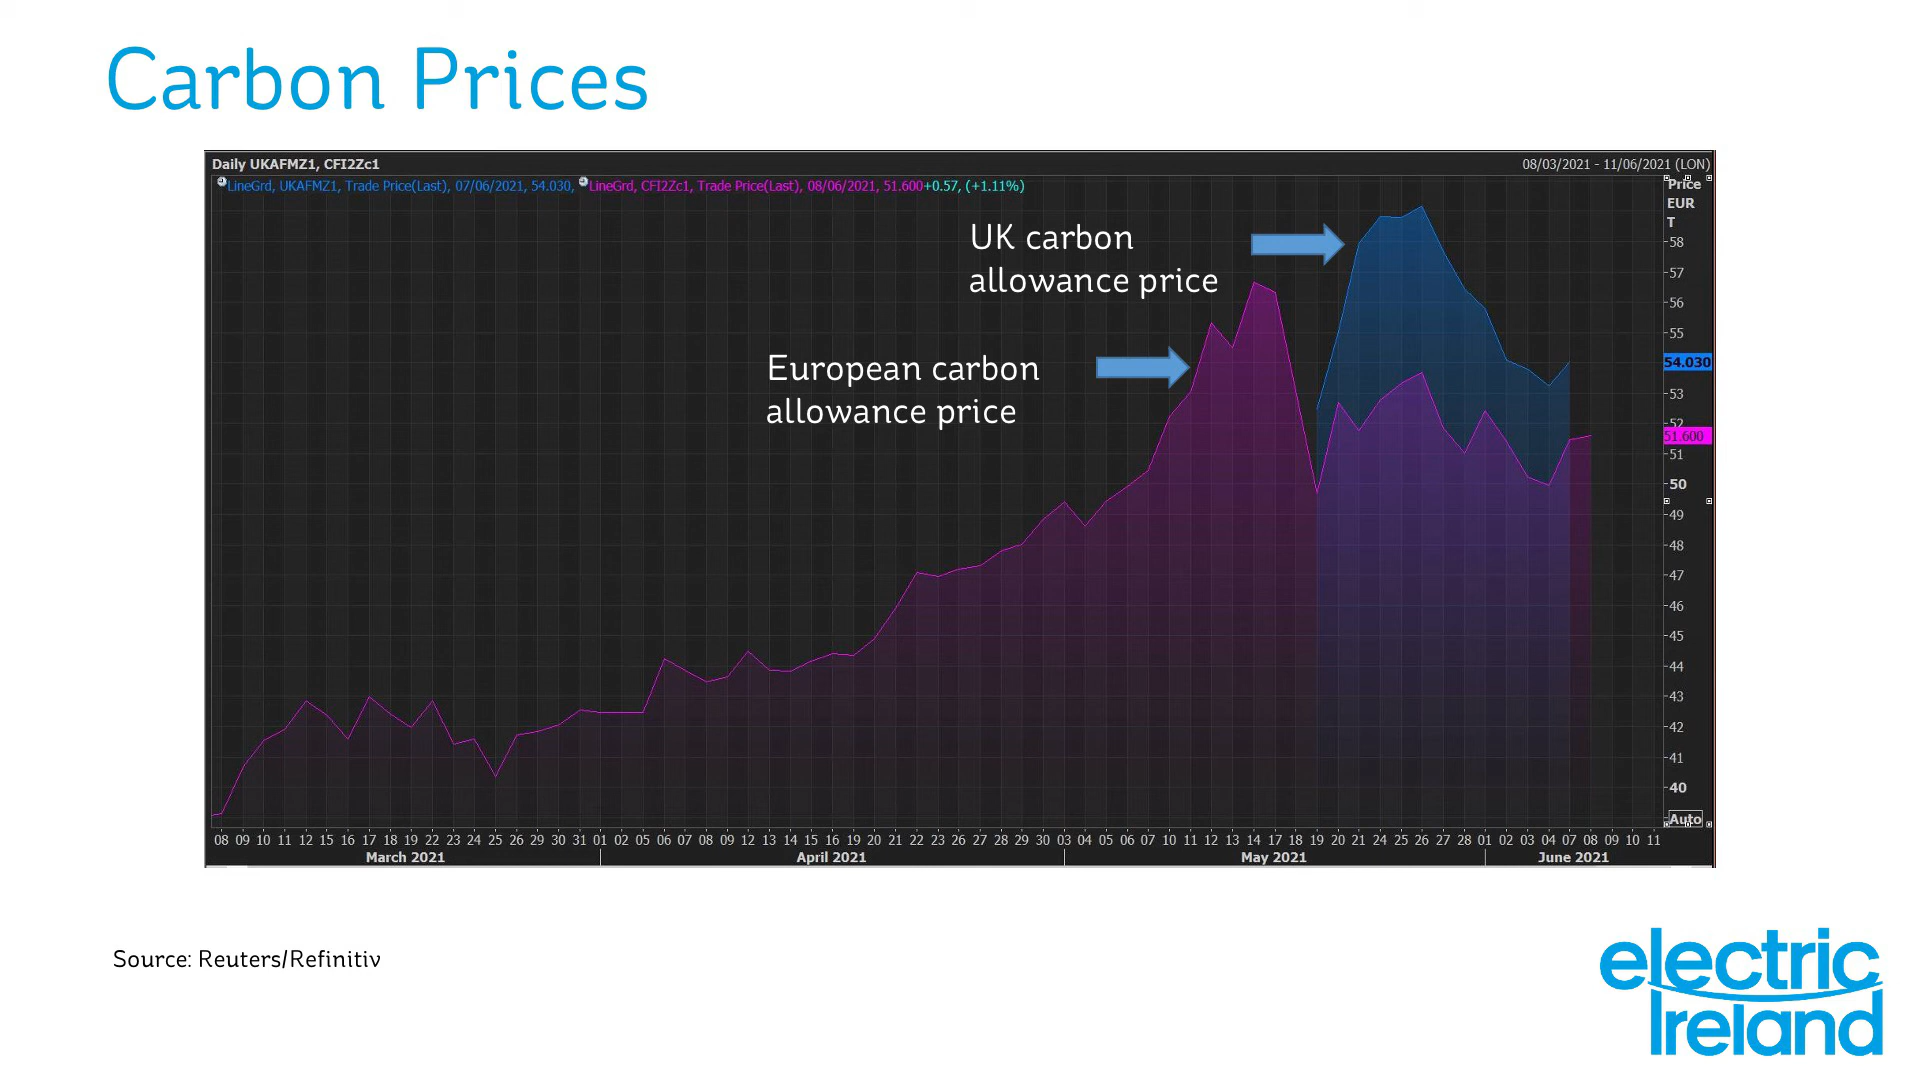 Carbon Prices
Daily UKAFMZ1, CFI2Zc1
08/03/2021 - 11/06/2021 (LON)
LineGrd, UKAFMZ1, Trade Price(Last), 07/06/2021, 54.030, LineGrd, CFI2Zc1, Trade Price(Last), 08/06/2021, 51.600 +0.57, (+1.11%)
Price
EUR
T
UK carbon
allowance price
European carbon
allowance price
58
57
56
55
54.030
53
52
51.600
51
50
49
48
47
46
45
44
43
42
41
40
Auto
08 09 10 11 12 15 16 17 18 19 22 23 24 25 26 29 30 31 01 02 05 06 07 08 09 12 13 14 15 16 19 20 21 22 23 26 27 28 29 30 03 04 05 06 07 10 11 12 13 14 17 18 19 20 21 24 25 26 27 28 01 02 03 04 07 08 09 10 11
March 2021 April 2021 May 2021 June 2021
Source: Reuters/Refinitiv
electric
Ireland